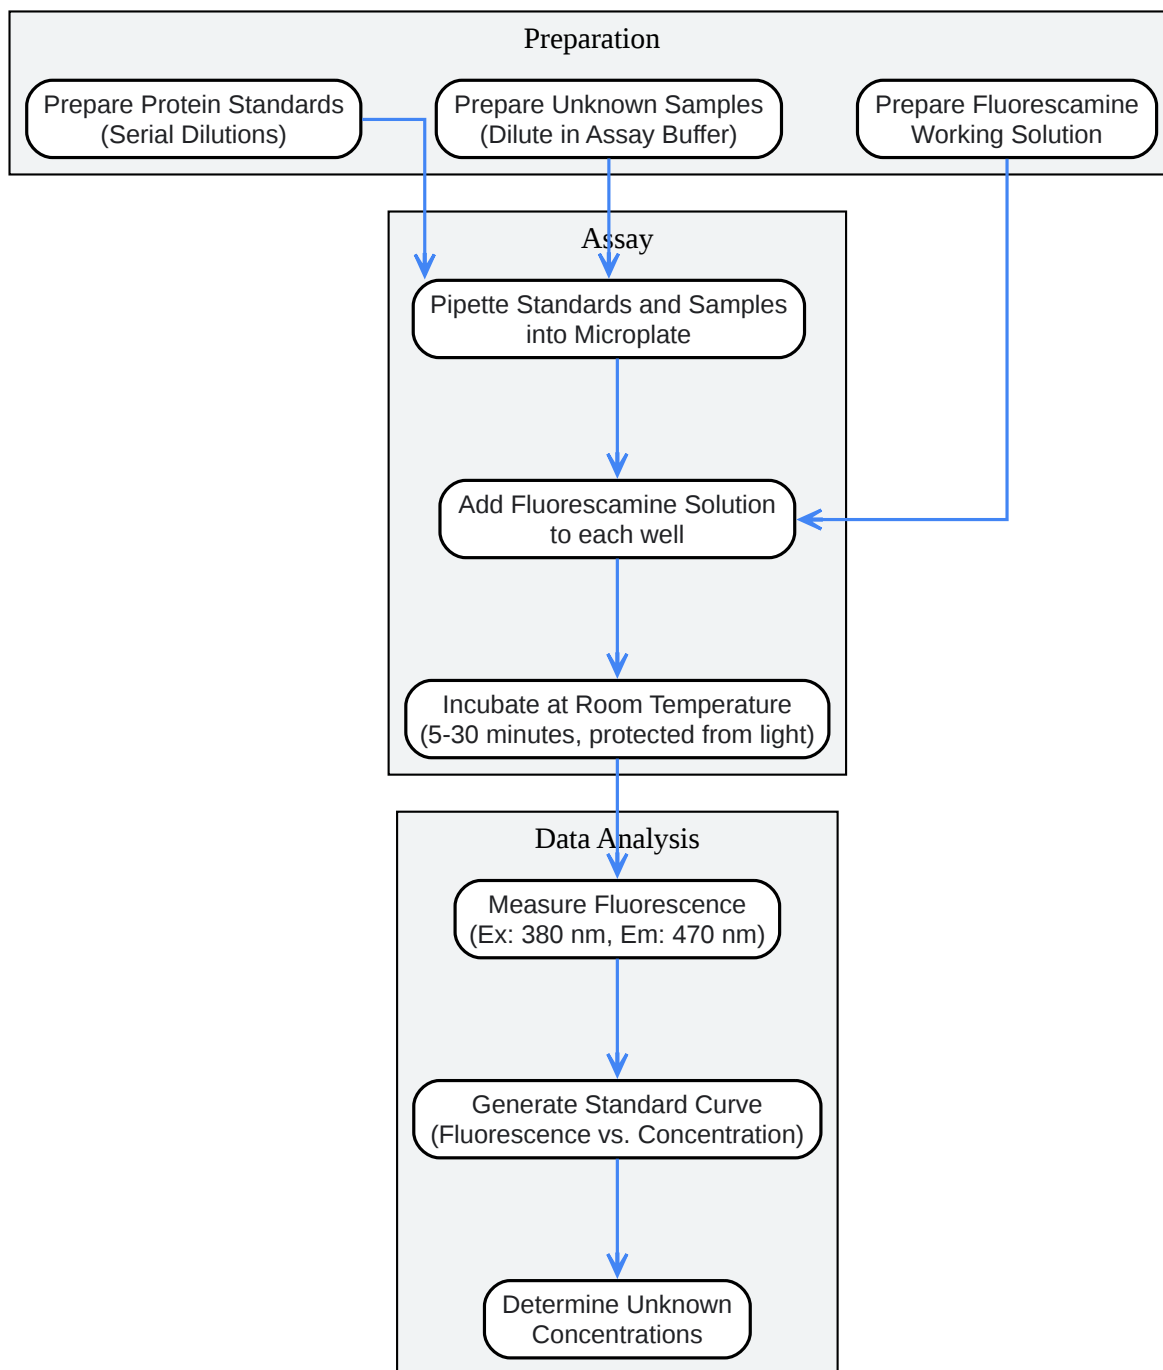 Preparation
Prepare Protein Standards
(Serial Dilutions)
Prepare Unknown Samples
(Dilute in Assay Buffer)
Prepare Fluorescamine
Working Solution
Assay
Pipette Standards and Samples
into Microplate
Add Fluorescamine Solution
to each well
Incubate at Room Temperature
(5-30 minutes, protected from light)
Data Analysis
Measure Fluorescence
(Ex: 380 nm, Em: 470 nm)
Generate Standard Curve
(Fluorescence vs. Concentration)
Determine Unknown
Concentrations